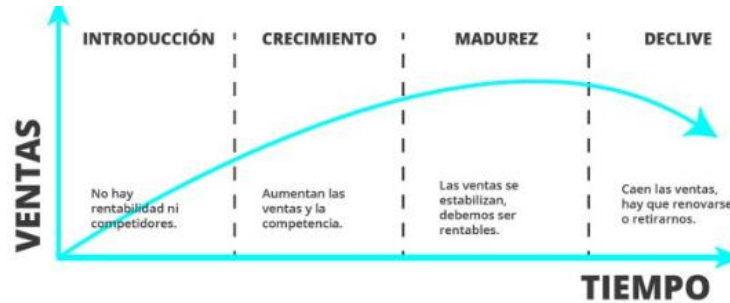 INTRODUCCIÓN
CRECIMIENTO
MADUREZ
DECLIVE
VENTAS
No hay
rentabilidad ni
competidores.
Aumentan las
ventas y la
competencia.
Las ventas se
estabilizan,
debemos ser
rentables.
Caen las ventas,
hay que renovarse
o retirarnos.
TIEMPO